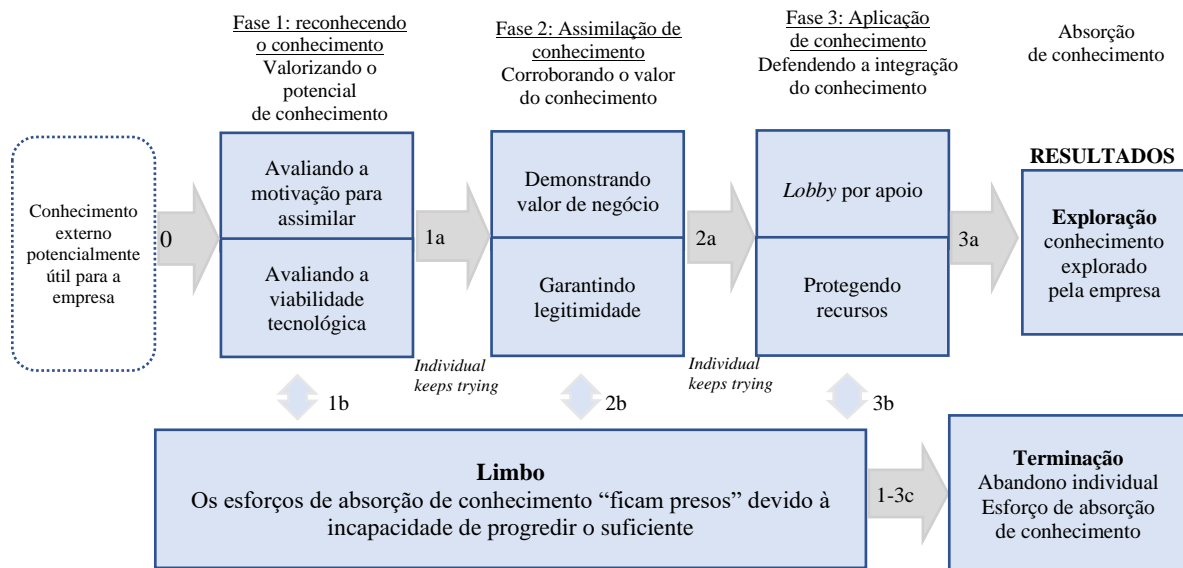 Fase 1: reconhecendo
o conhecimento
Valorizando o
potencial
de conhecimento
Fase 2: Assimilação de
conhecimento
Corroborando o valor
do conhecimento
Fase 3: Aplicação
de conhecimento
Defendendo a integração
do conhecimento
Absorção
de conhecimento
Conhecimento
externo
potencialmente
útil para a
empresa
0
Avaliando a
motivação para
assimilar
Avaliando a
viabilidade
tecnológica
1a
Demonstrando
valor de negócio
Garantindo
legitimidade
2a
Lobby por apoio
Protegendo
recursos
3a
RESULTADOS
Exploração
conhecimento
explorado
pela empresa
Individual
keeps trying
Individual
keeps trying
1b
2b
3b
Limbo
Os esforços de absorção de conhecimento “ficam presos” devido à
incapacidade de progredir o suficiente
1-3c
Terminação
Abandono individual
Esforço de absorção
de conhecimento